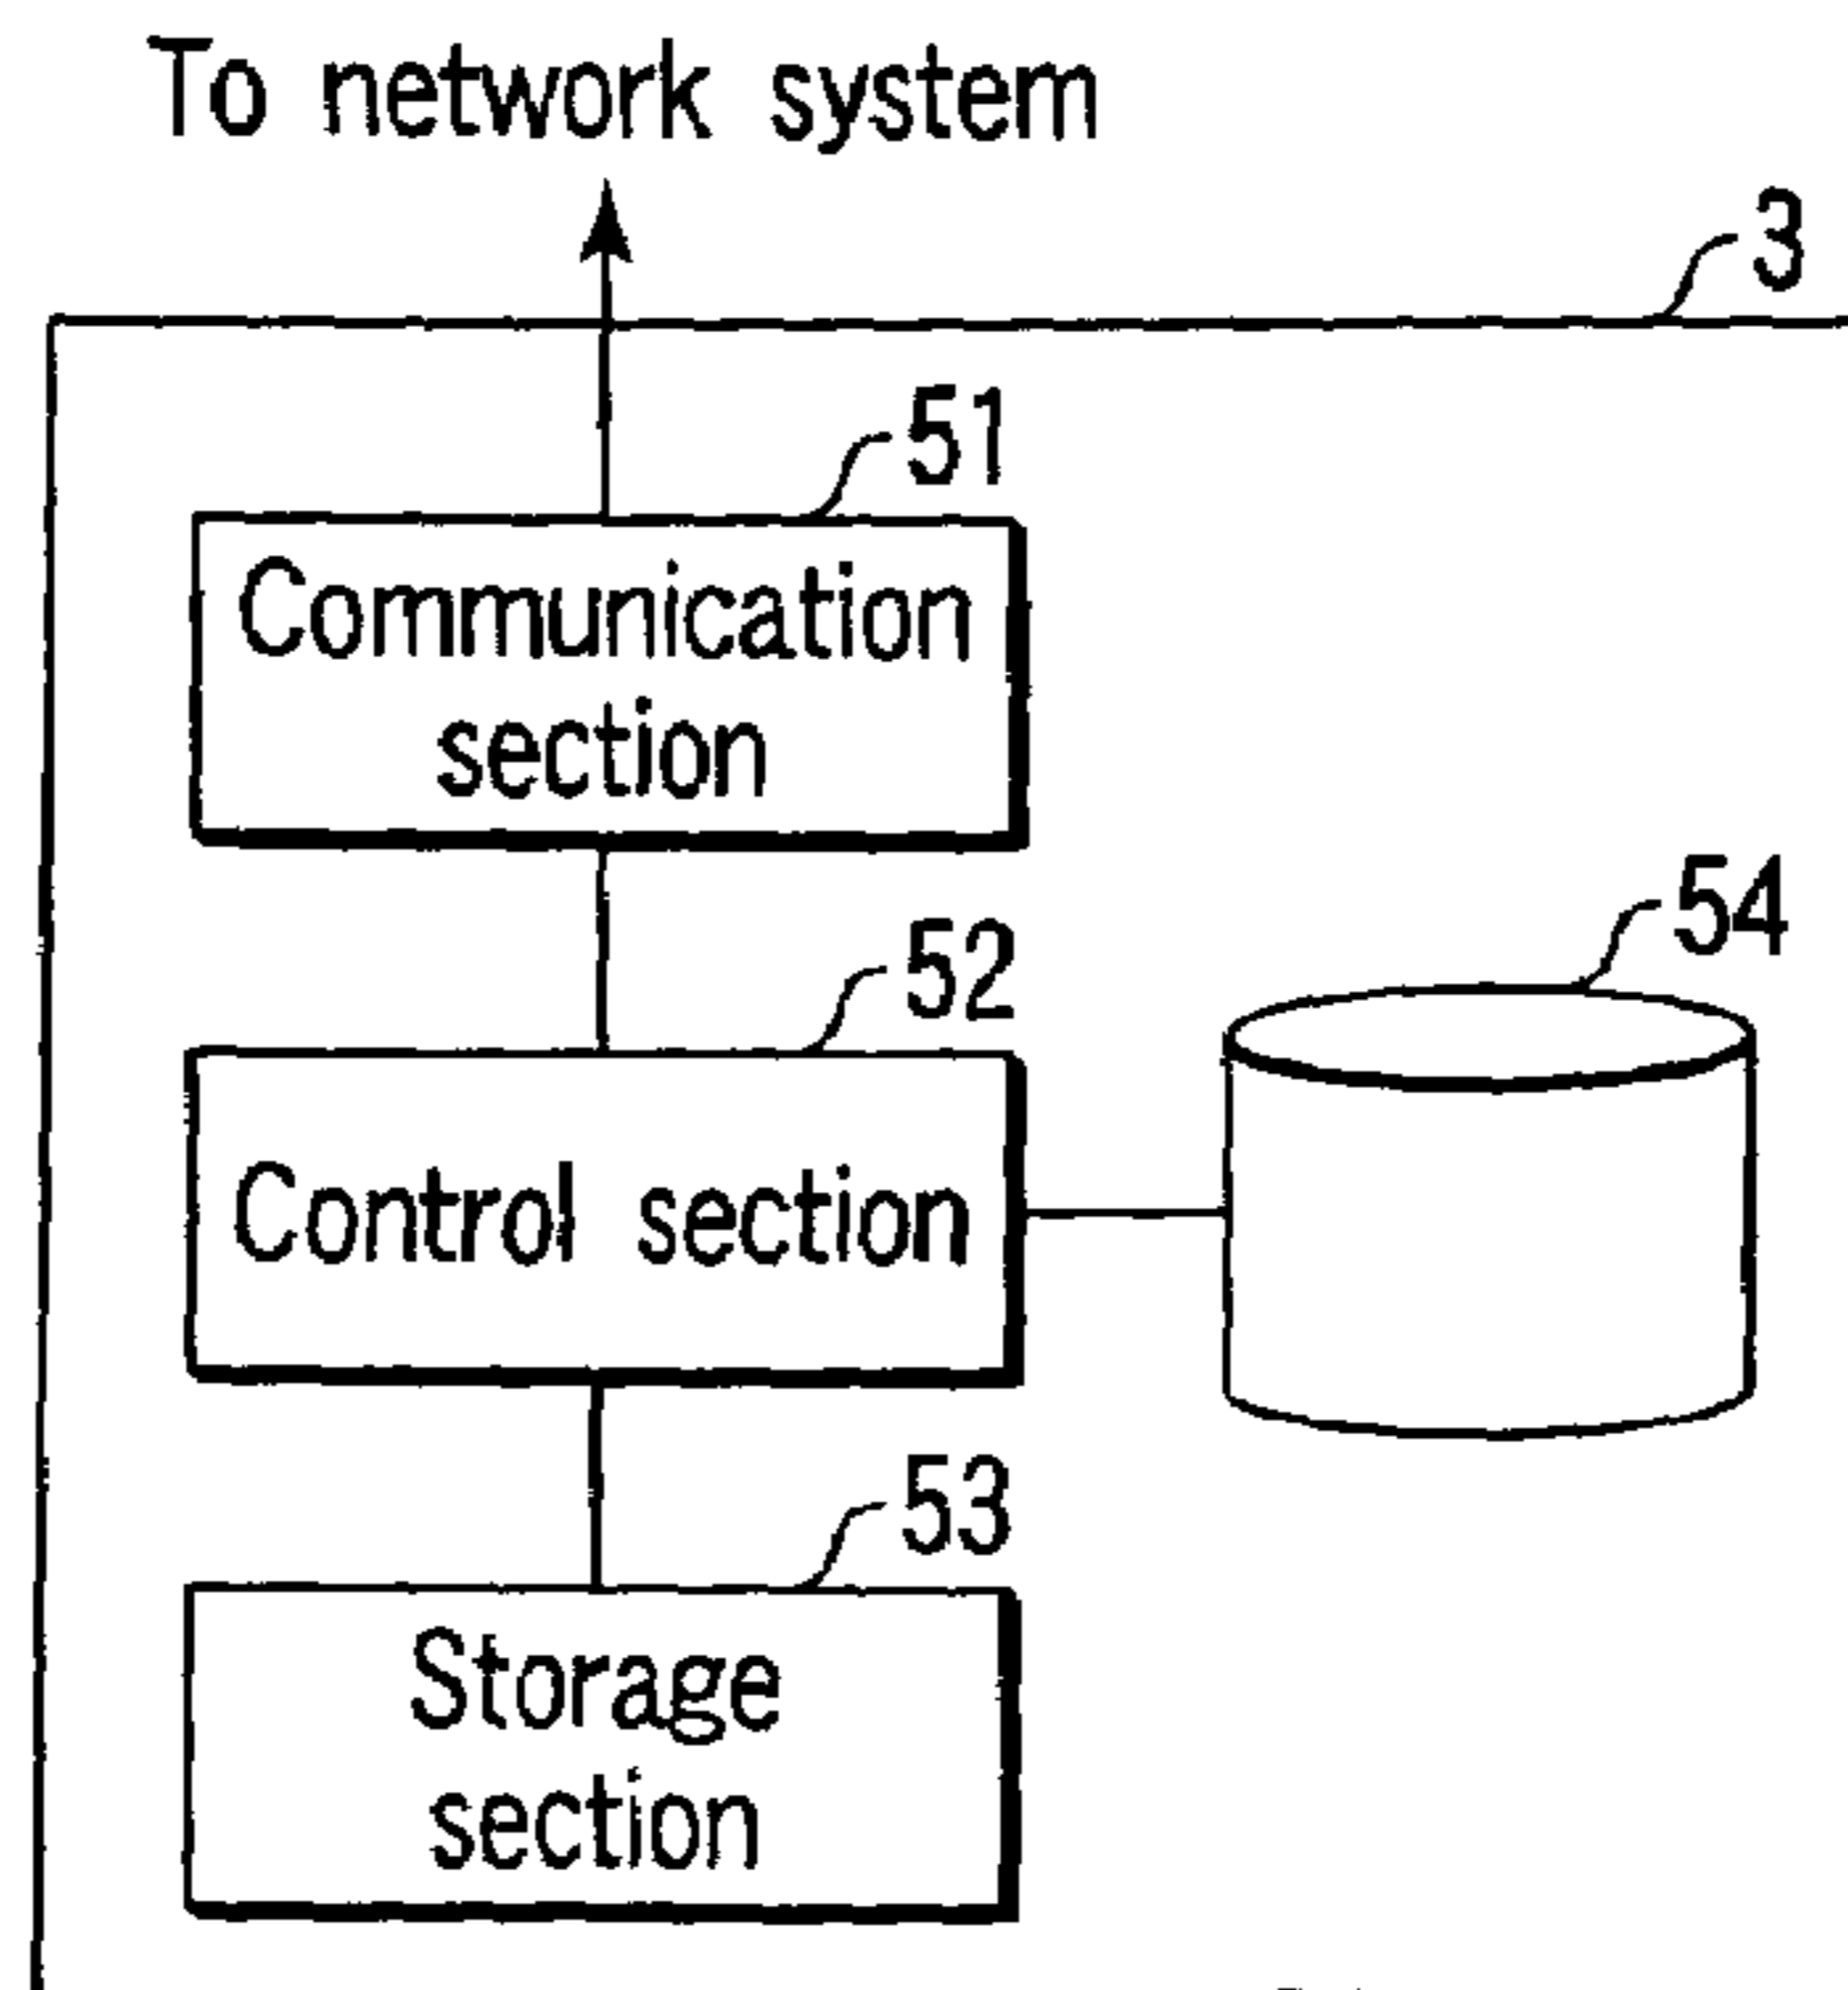 To network system
3
51
Communication
section
54
52
Control section
53
Storage
section